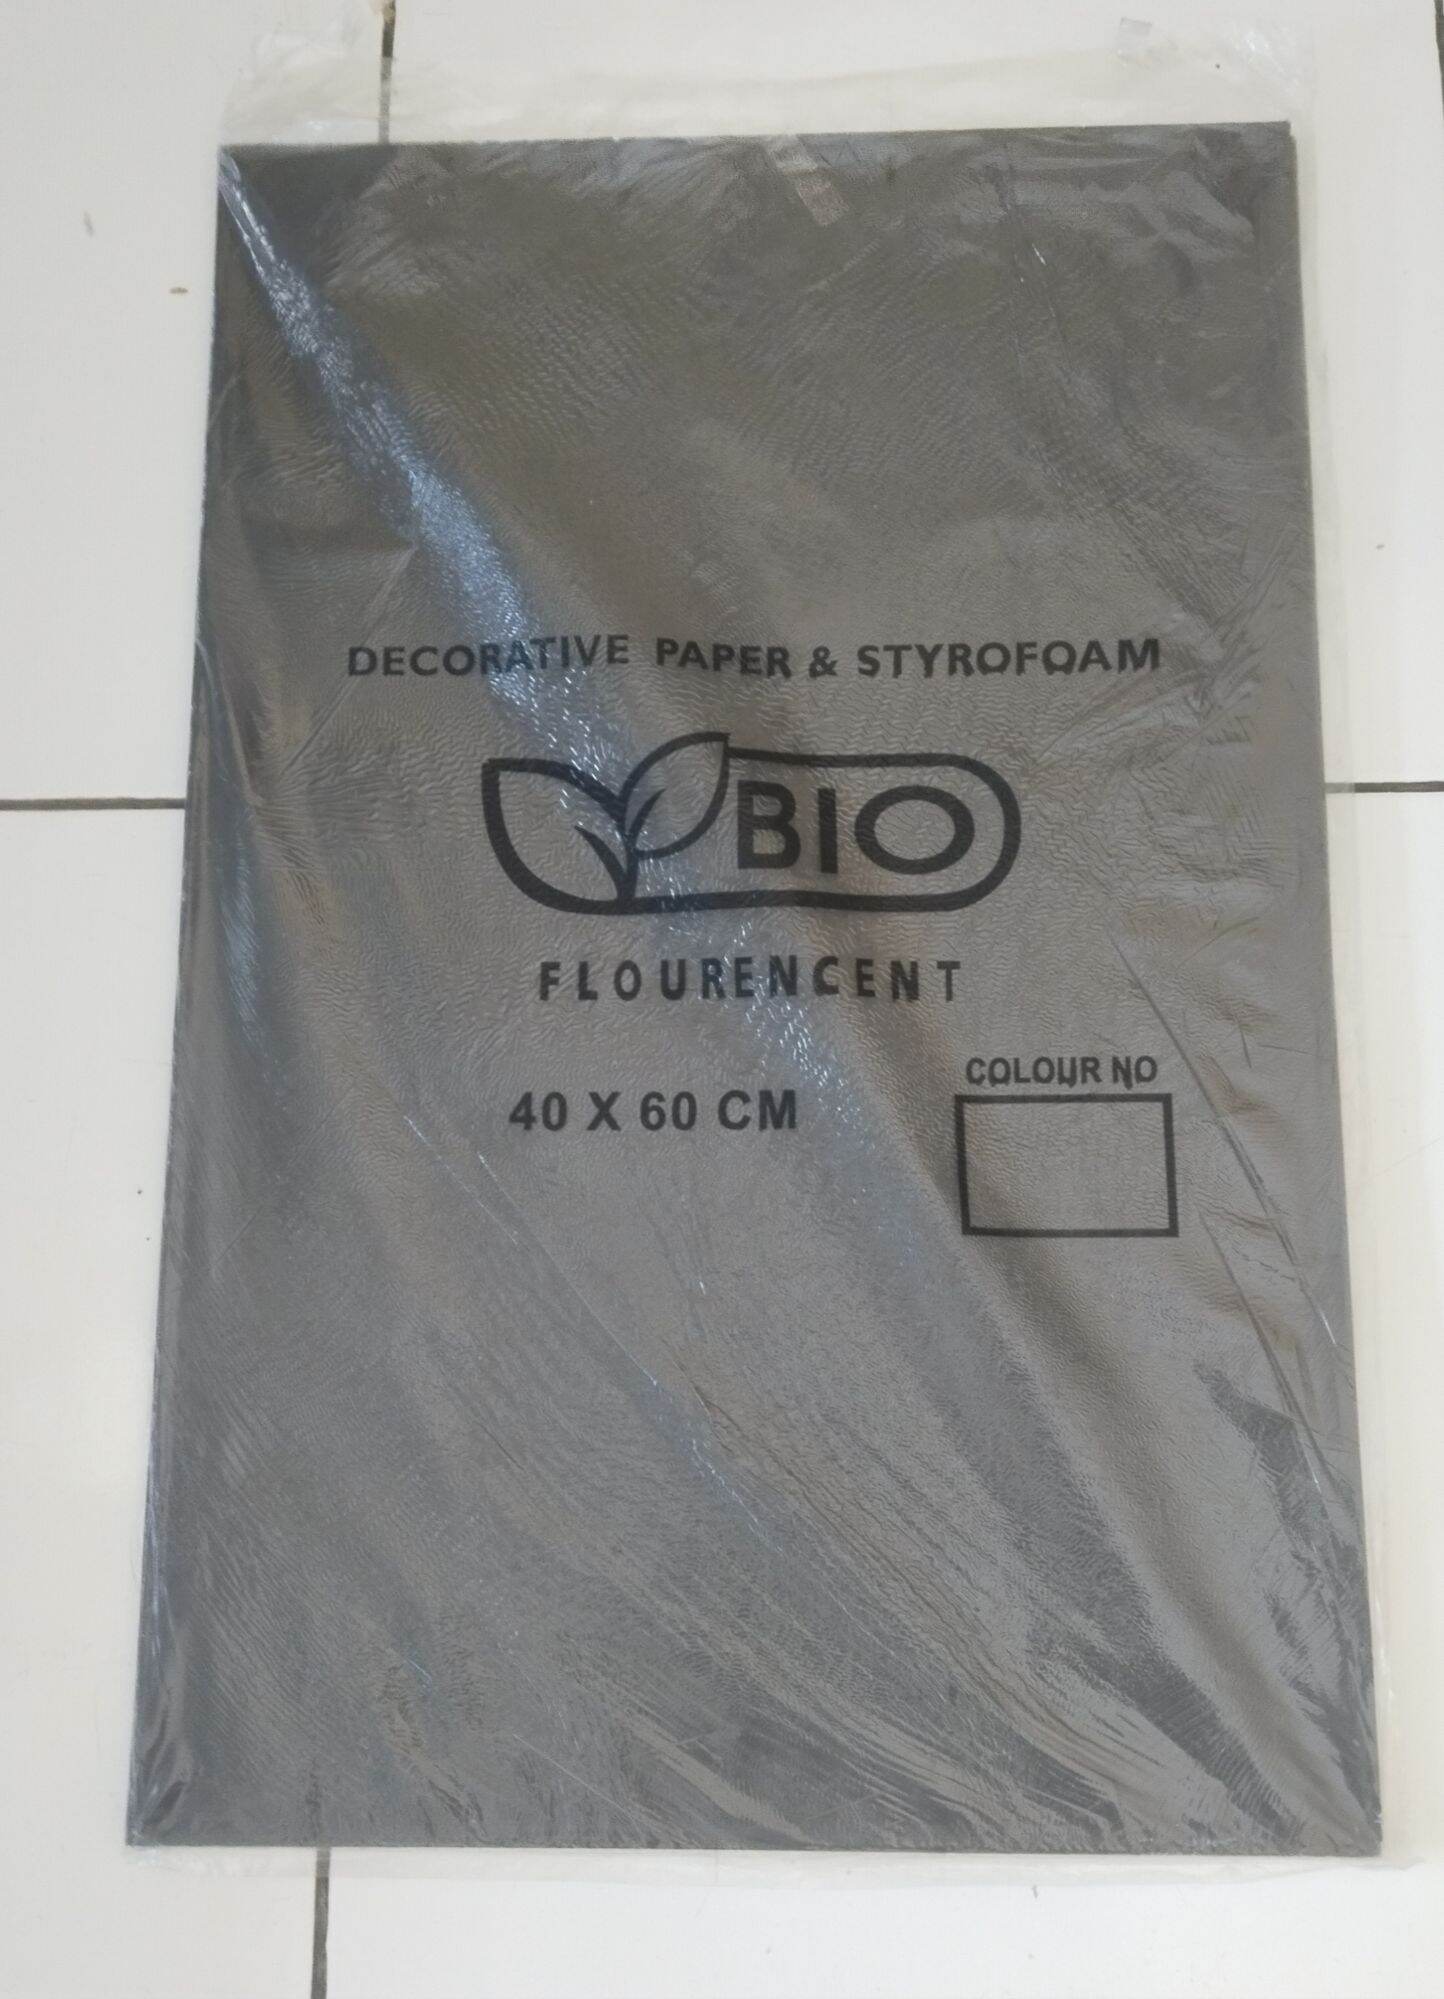 DECORATIVE PAPER & STYROFOAM
BIO
FLOURENCENT
40 X 60 CM
COLOUR NO